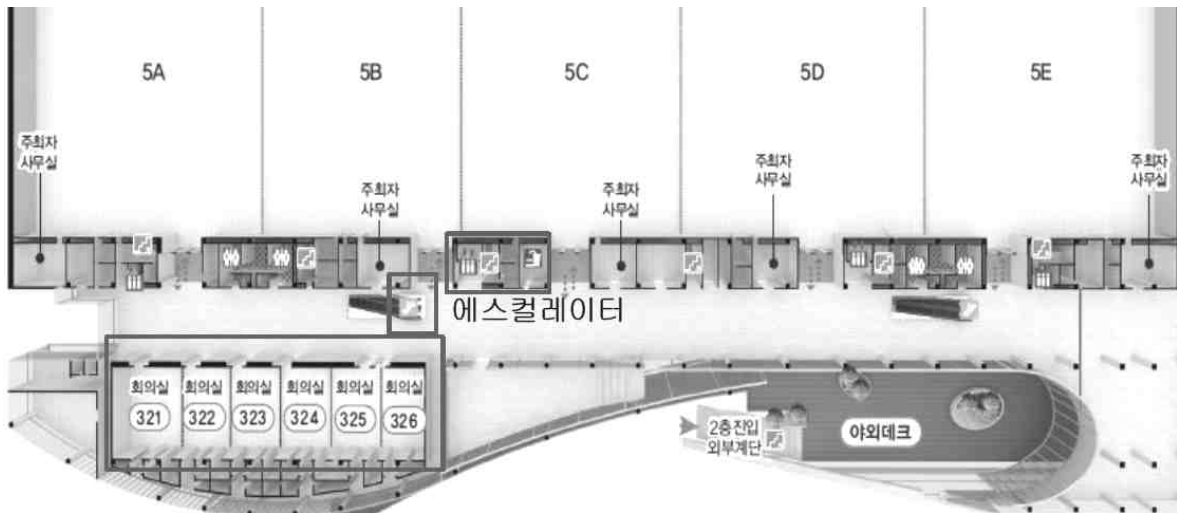 5A
5B
5C
5D
5E
주최자
사무실
주최자
사무실
주최자
사무실
주최자
사무실
주최자
사무실
에스컬레이터
회의실
321
회의실
322
회의실
323
회의실
324
회의실
325
회의실
326
2층진입
외부계단
야외데크